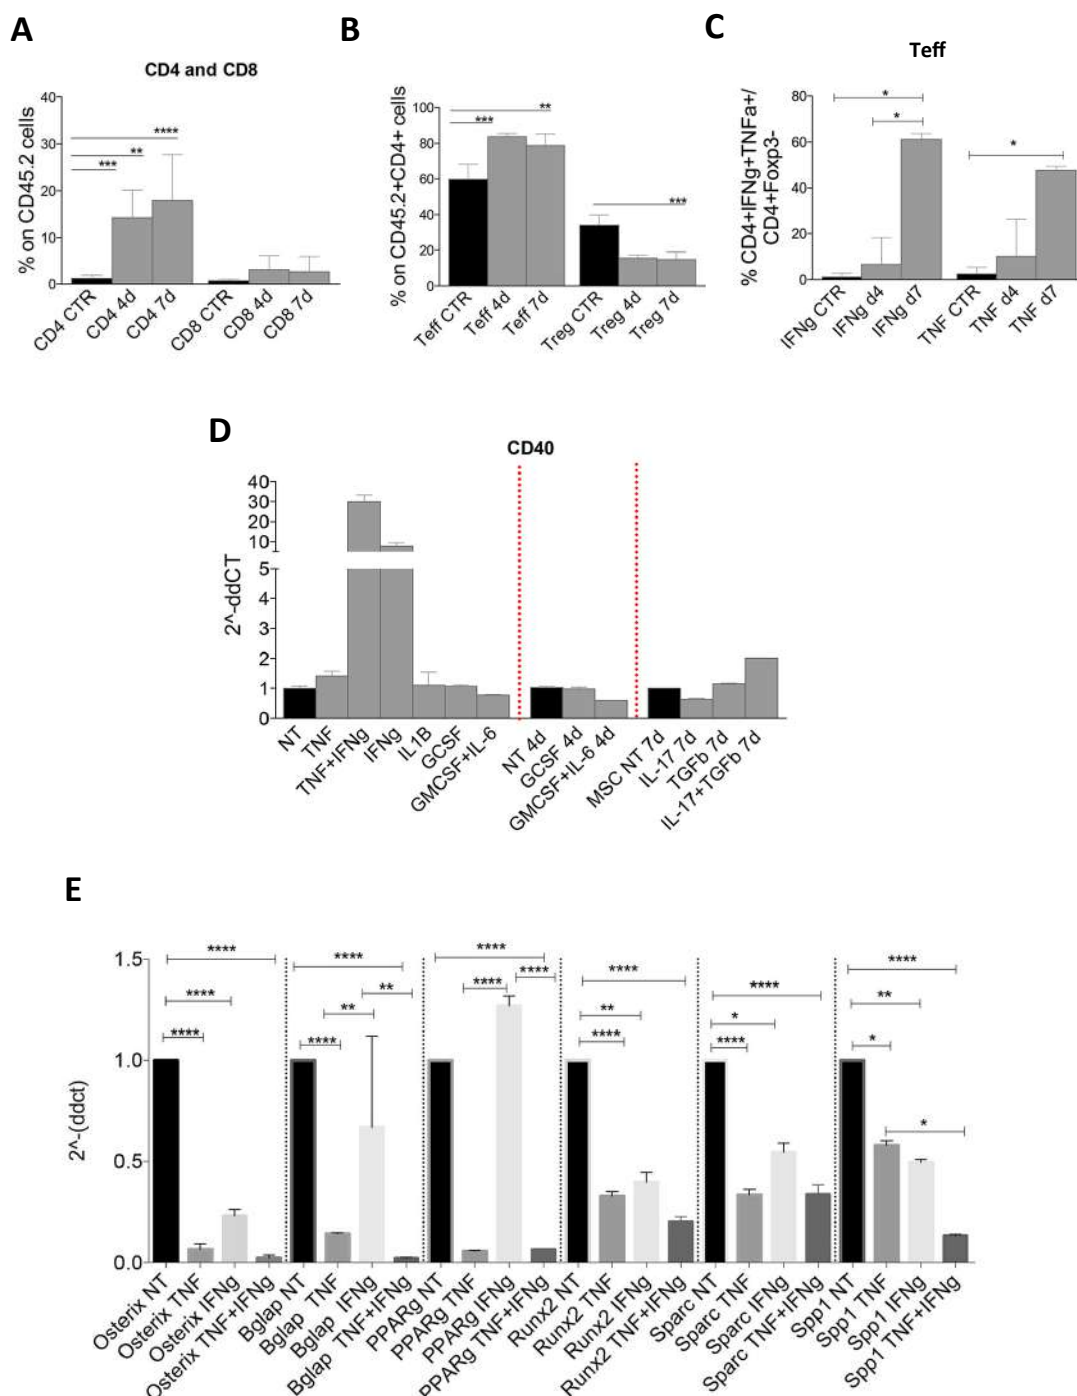 A
B
C
CD4 and CD8
Teff
% on CD45.2 cells
40
30
20
10
0
***
**
****
CD4 CTR
CD4 4d
CD4 7d
CD8 CTR
CD8 4d
CD8 7d
% on CD45.2+CD4+ cells
100
80
60
40
20
0
***
**
***
Teff CTR
Teff 4d
Teff 7d
Treg CTR
Treg 4d
Treg 7d
% CD4+IFNg+TNFa+/
CD4+Foxp3-
80
60
40
20
0
*
*
*
IFNg CTR
IFNg d4
IFNg d7
TNF CTR
TNF d4
TNF d7
D
CD40
2^-ddCT
40
30
20
10
5
4
3
2
1
0
NT
TNF
TNF+IFNg
IFNg
IL1B
GCSF
GMCSF+IL-6
NT 4d
GCSF 4d
GMCSF+IL-6 4d
MSC NT 7d
IL-17 7d
TGFb 7d
IL-17+TGFb 7d
E
2^-(ddct)
1.5
1.0
0.5
0.0
****
****
****
****
**
**
****
****
****
****
****
**
****
****
*
****
****
**
*
*
Osterix NT
Osterix TNF
Osterix IFNg
Osterix TNF+IFNg
Bglap NT
Bglap TNF
Bglap IFNg
Bglap TNF+IFNg
PPARg NT
PPARg TNF
PPARg IFNg
PPARg TNF+IFNg
Runx2 NT
Runx2 TNF
Runx2 IFNg
Runx2 TNF+IFNg
Sparc NT
Sparc TNF
Sparc IFNg
Sparc TNF+IFNg
Spp1 NT
Spp1 TNF
Spp1 IFNg
Spp1 TNF+IFNg